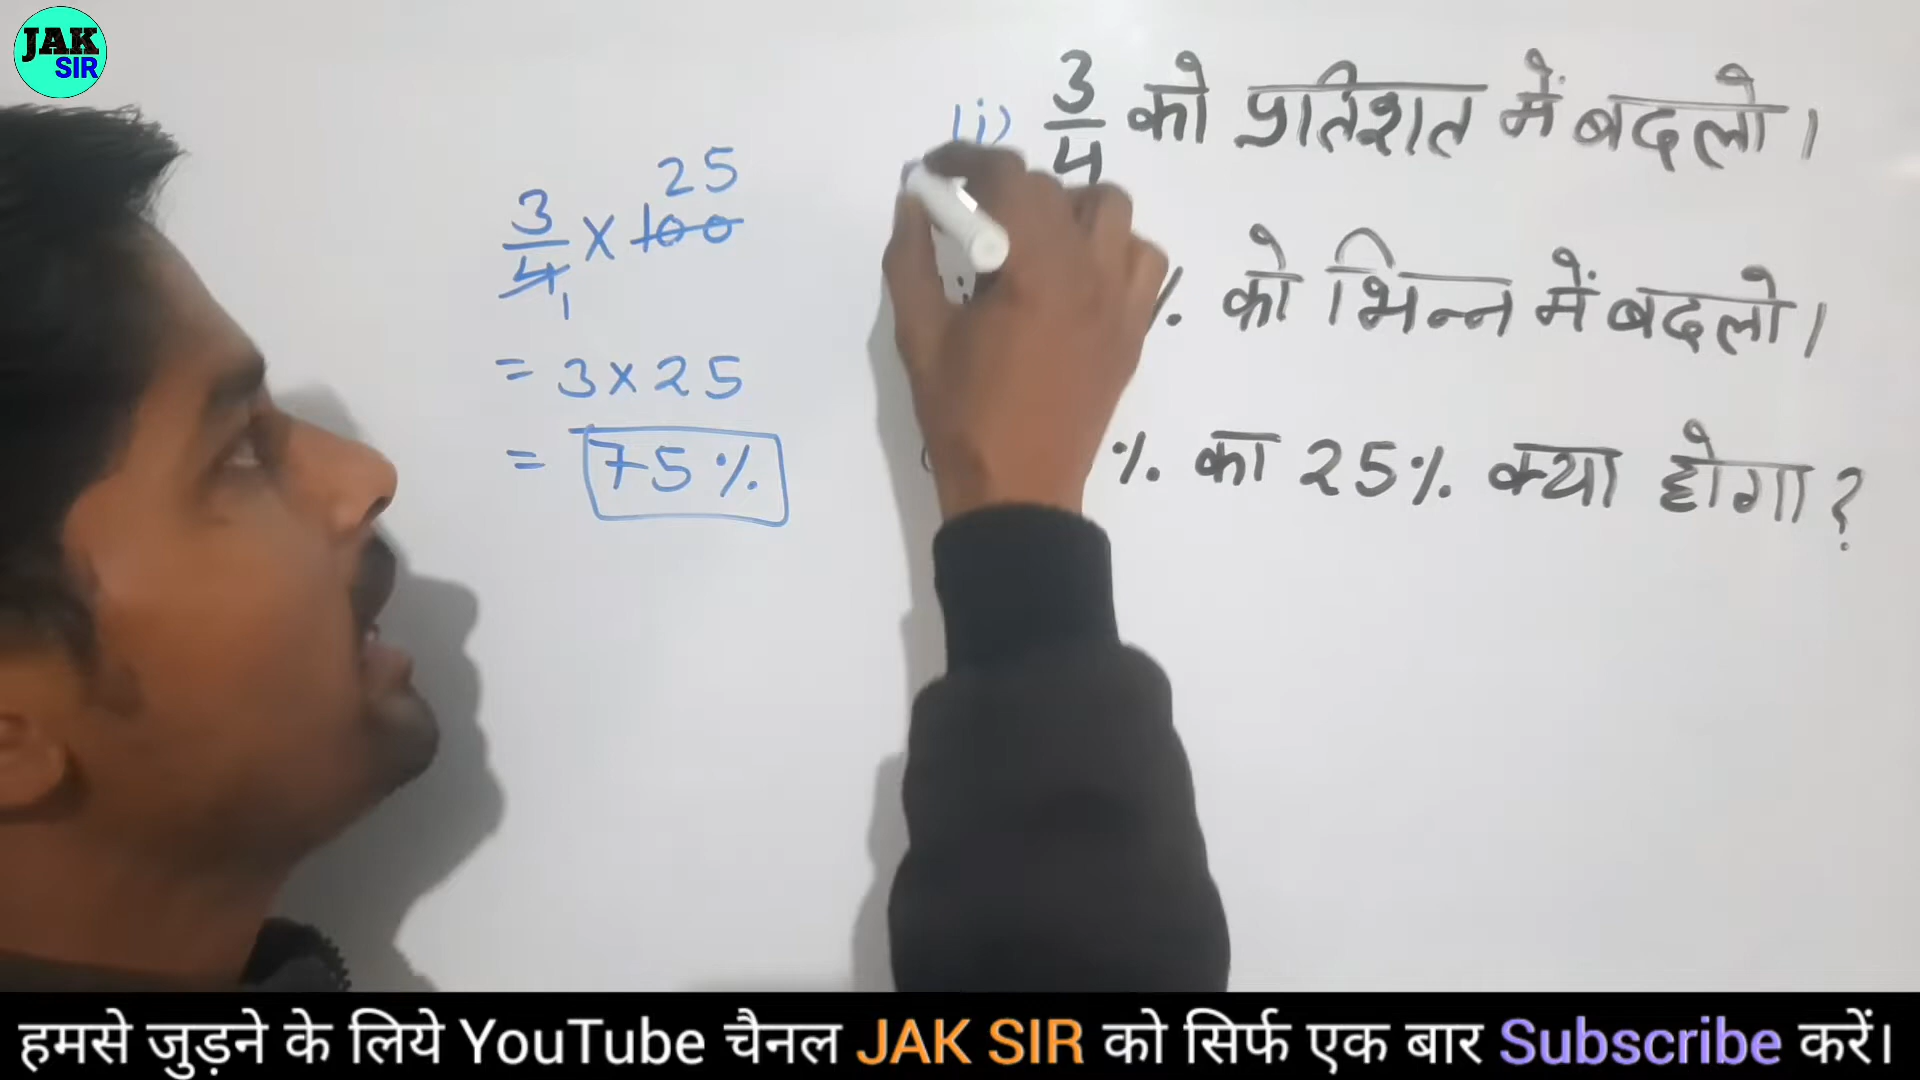 JAK
SIR
(i) 3/4 को प्रतिशत में बदलो।
% को भिन्न में बदलो।
% का 25% क्या होगा?
3/4 × 100
25
1
= 3×25
= 75%
हमसे जुड़ने के लिये YouTube चैनल JAK SIR को सिर्फ एक बार Subscribe करें।